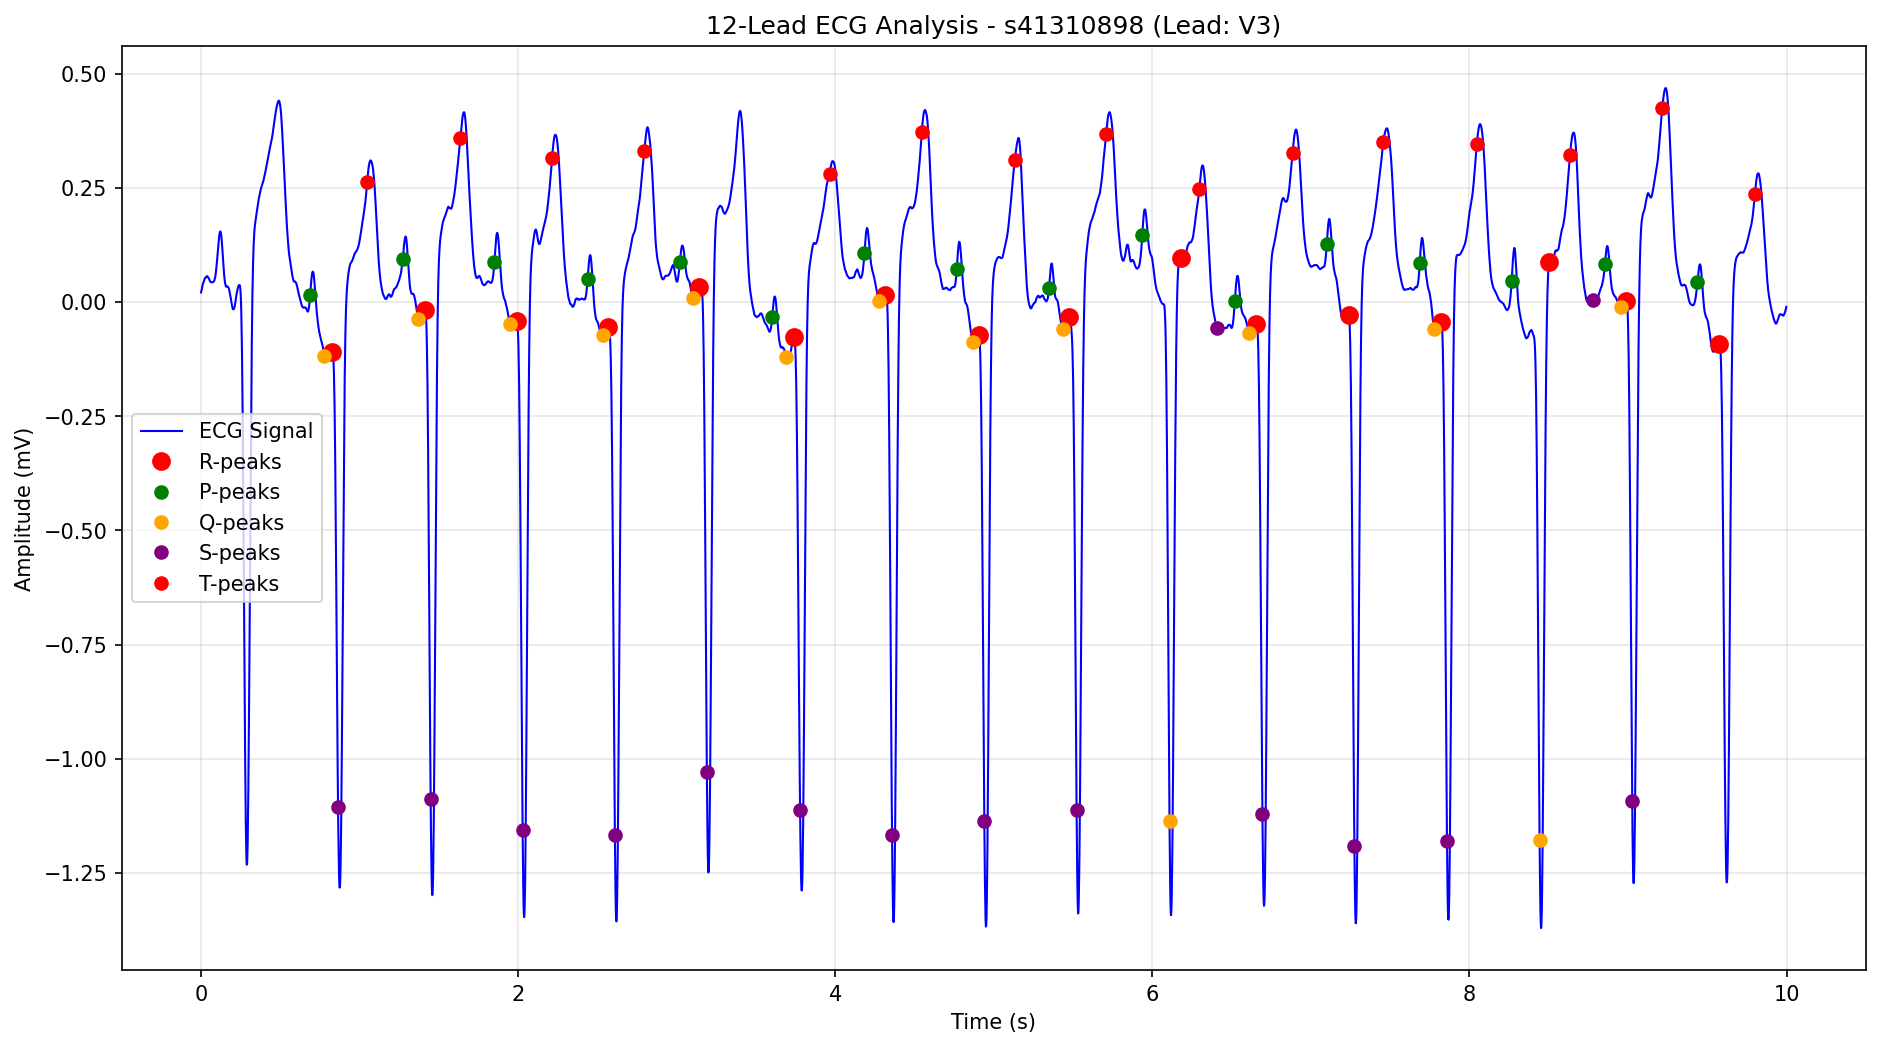 12-Lead ECG Analysis - s41310898 (Lead: V3)
Amplitude (mV)
0.50
0.25
0.00
−0.25
−0.50
−0.75
−1.00
−1.25
ECG Signal
R-peaks
P-peaks
Q-peaks
S-peaks
T-peaks
0 2 4 6 8 10
Time (s)